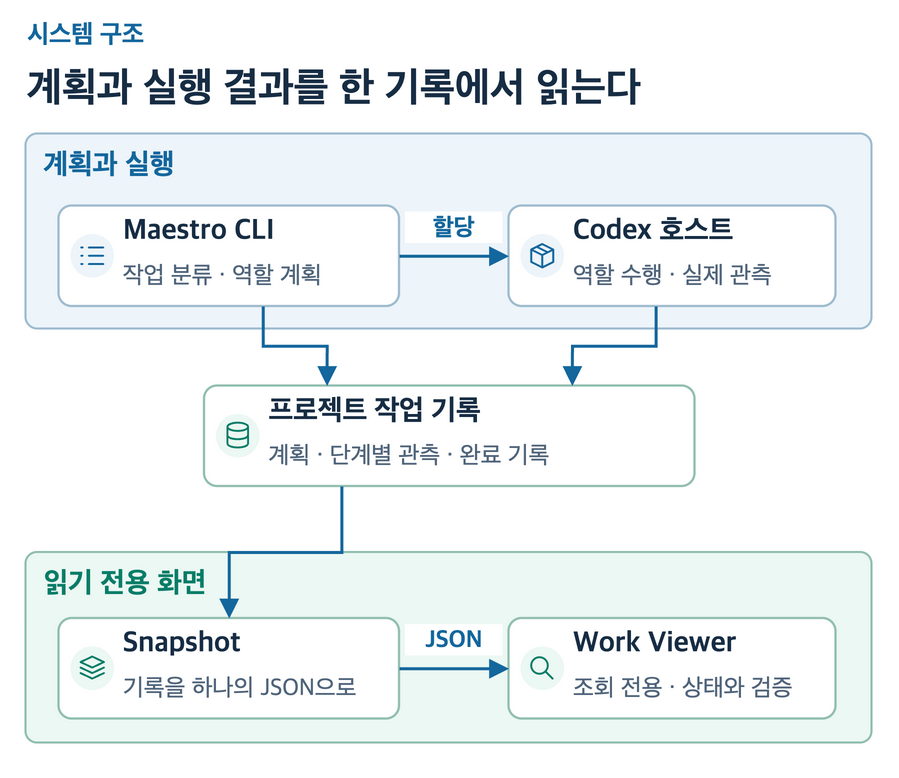 시스템 구조
계획과 실행 결과를 한 기록에서 읽는다
계획과 실행
Maestro CLI
작업 분류 · 역할 계획
할당
Codex 호스트
역할 수행 · 실제 관측
프로젝트 작업 기록
계획 · 단계별 관측 · 완료 기록
읽기 전용 화면
Snapshot
기록을 하나의 JSON으로
JSON
Work Viewer
조회 전용 · 상태와 검증